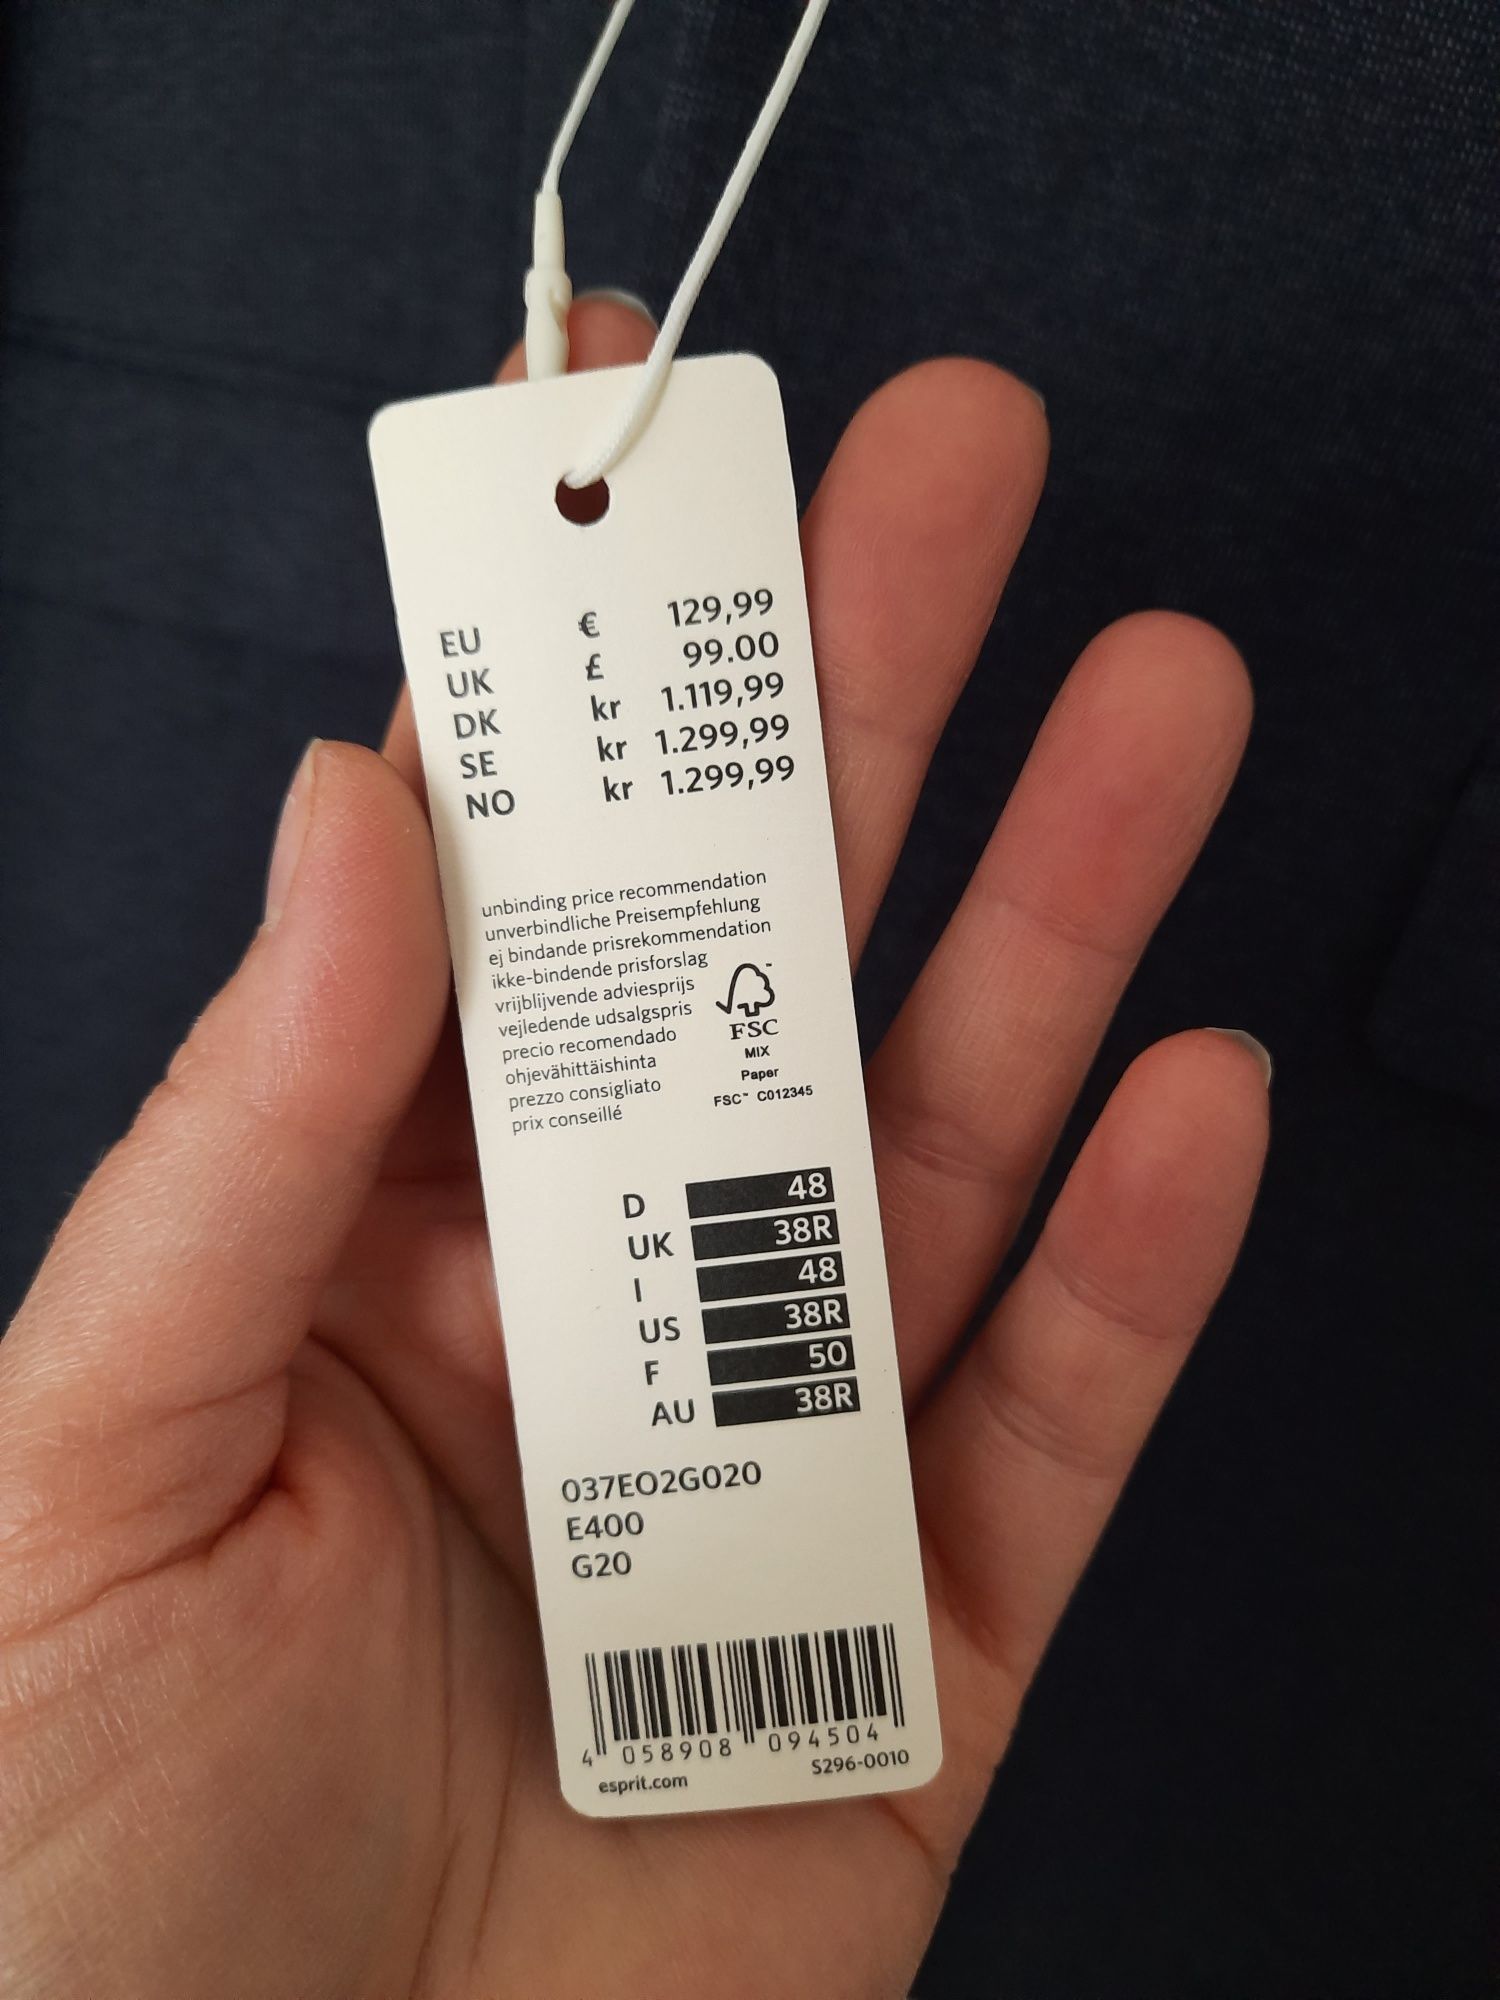 EU € 129,99
UK £ 99.00
DK kr 1.119,99
SE kr 1.299,99
NO kr 1.299,99
unbinding price recommendation
unverbindliche Preisempfehlung
ej bindande prisrekommendation
ikke-bindende prisforslag
vrijblijvende adviesprijs
vejledende udsalgspris
precio recomendado
ohjevähittäishinta
prezzo consigliato
prix conseillé
™
FSC
MIX
Paper
FSC™ C012345
D 48
UK 38R
I 48
US 38R
F 50
AU 38R
037EO2G020
E400
G20
4 058908 094504
esprit.com S296-0010